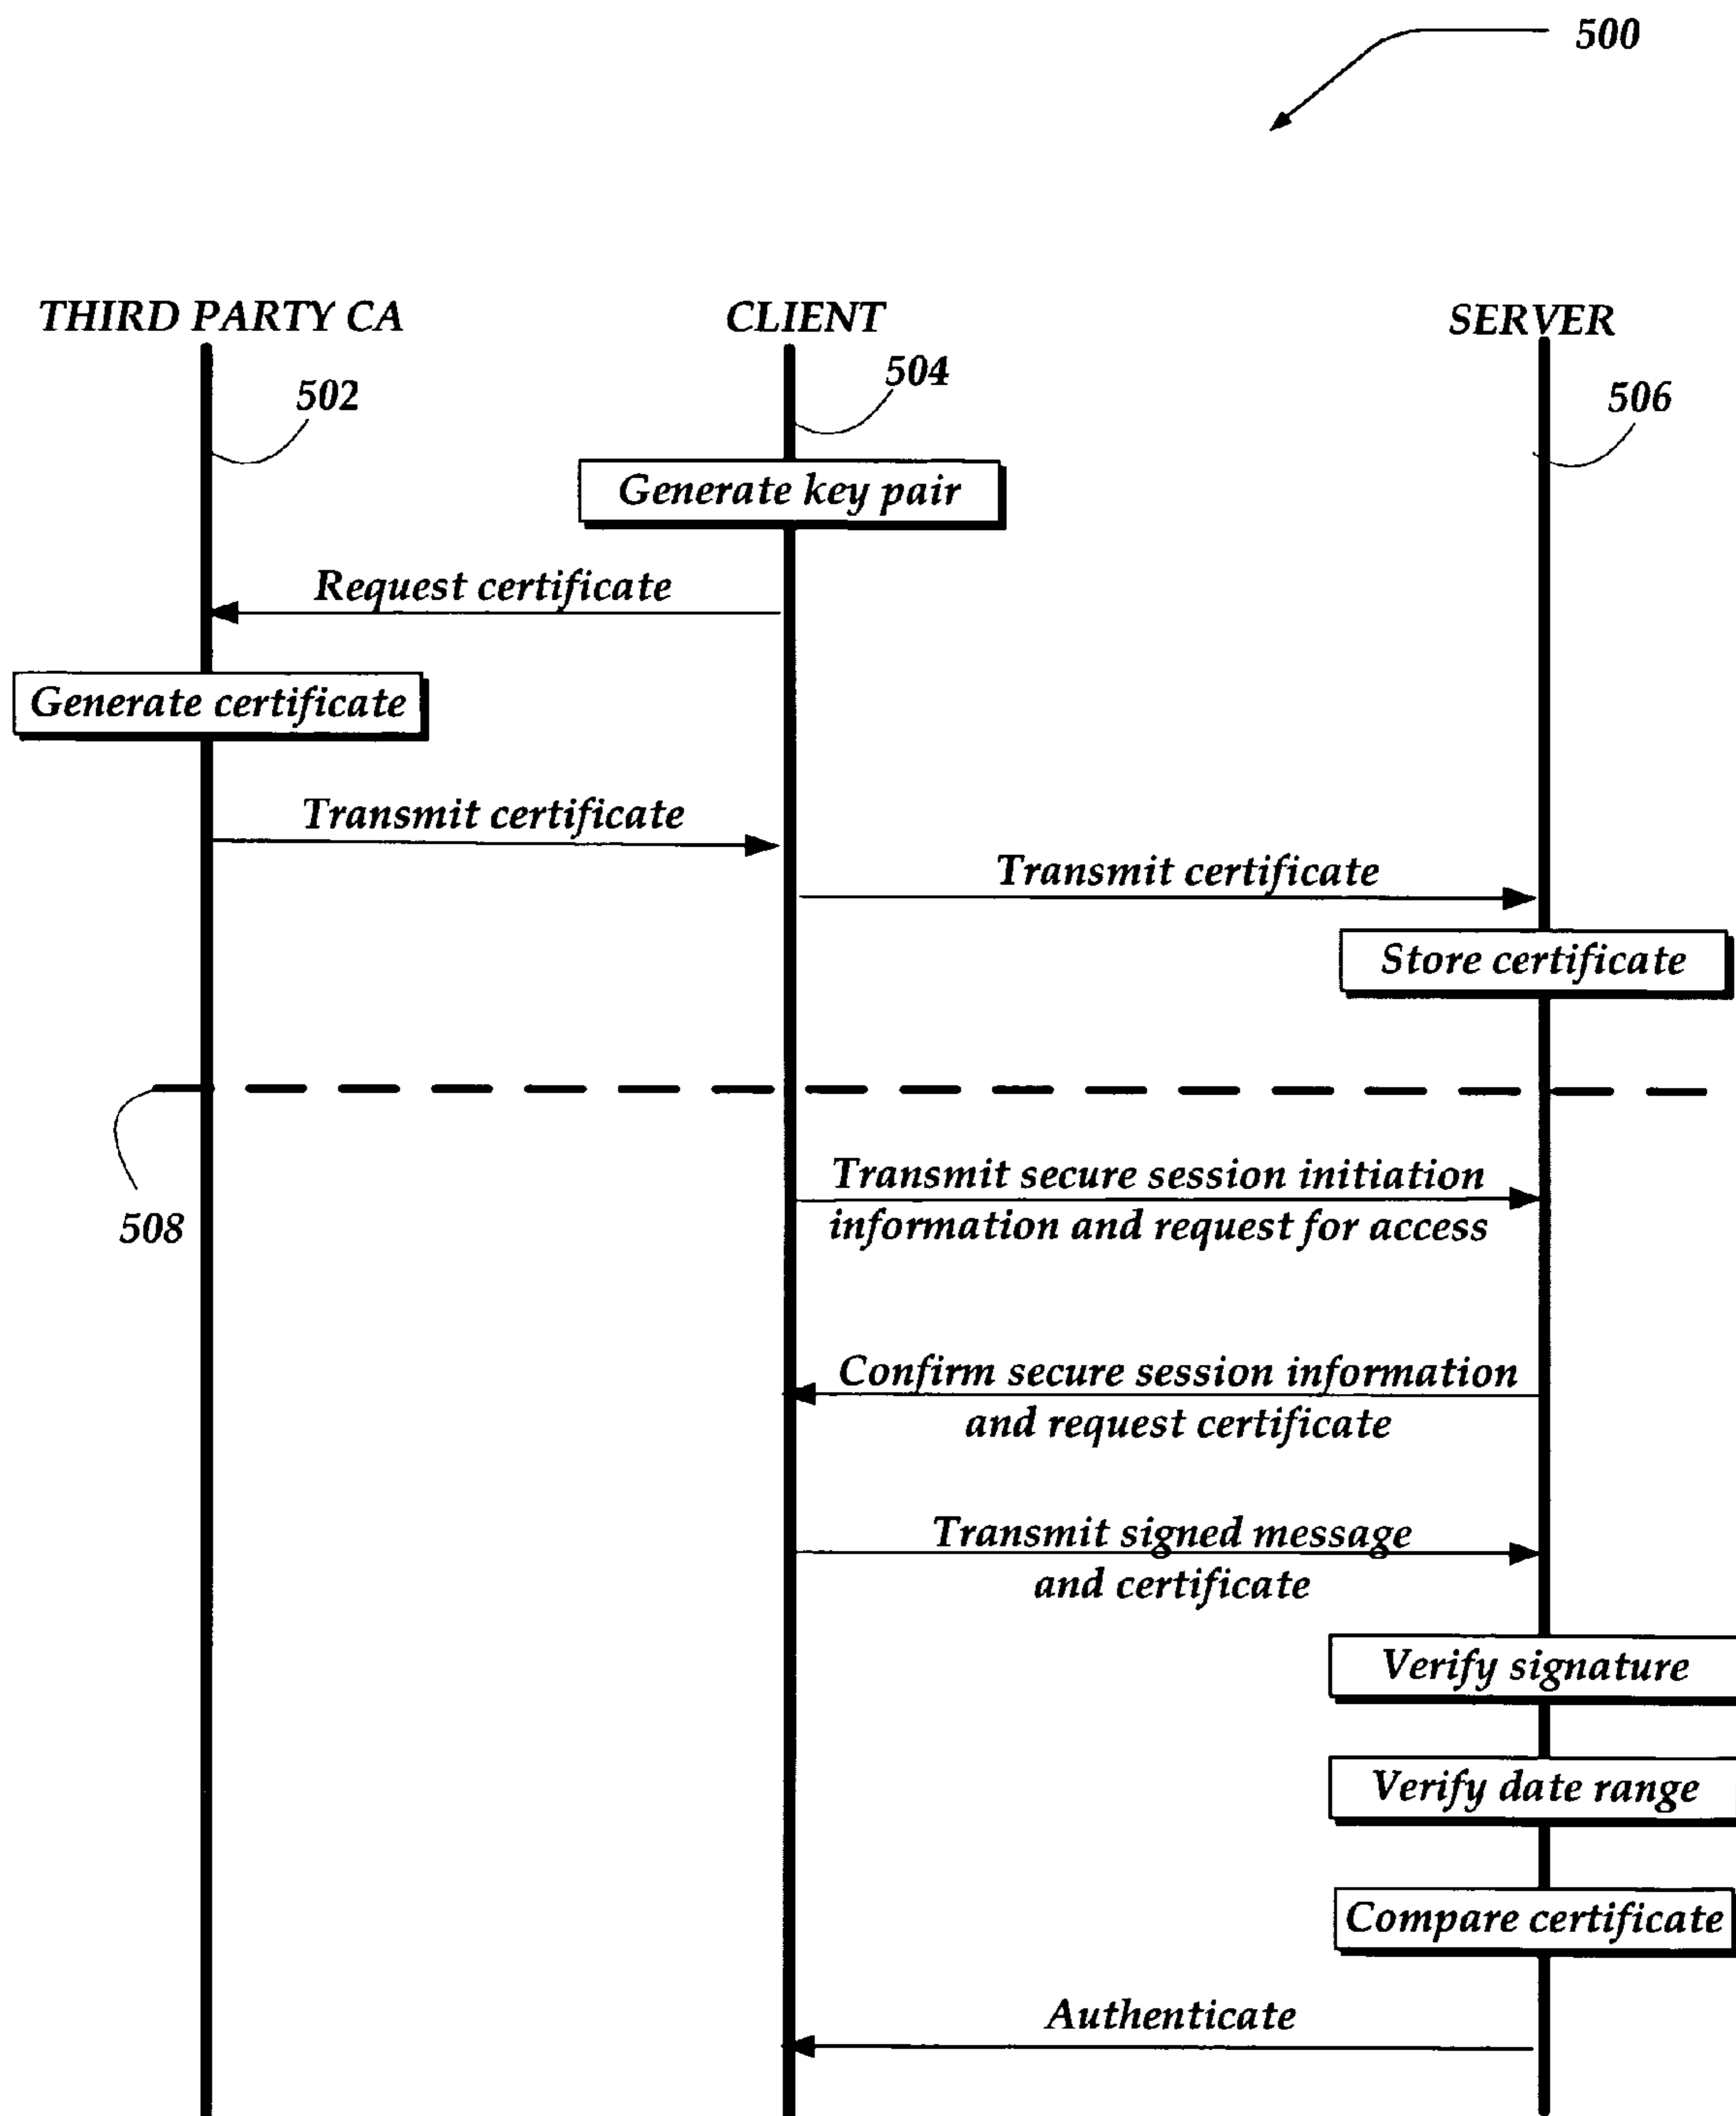 500
THIRD PARTY CA
CLIENT
SERVER
504
502
506
Generate key pair
Request certificate
Generate certificate
Transmit certificate
Transmit certificate
Store certificate
Transmit secure session initiation
information and request for access
508
Confirm secure session information
and request certificate
Transmit signed message
and certificate
Verify signature
Verify date range
Compare certificate
Authenticate